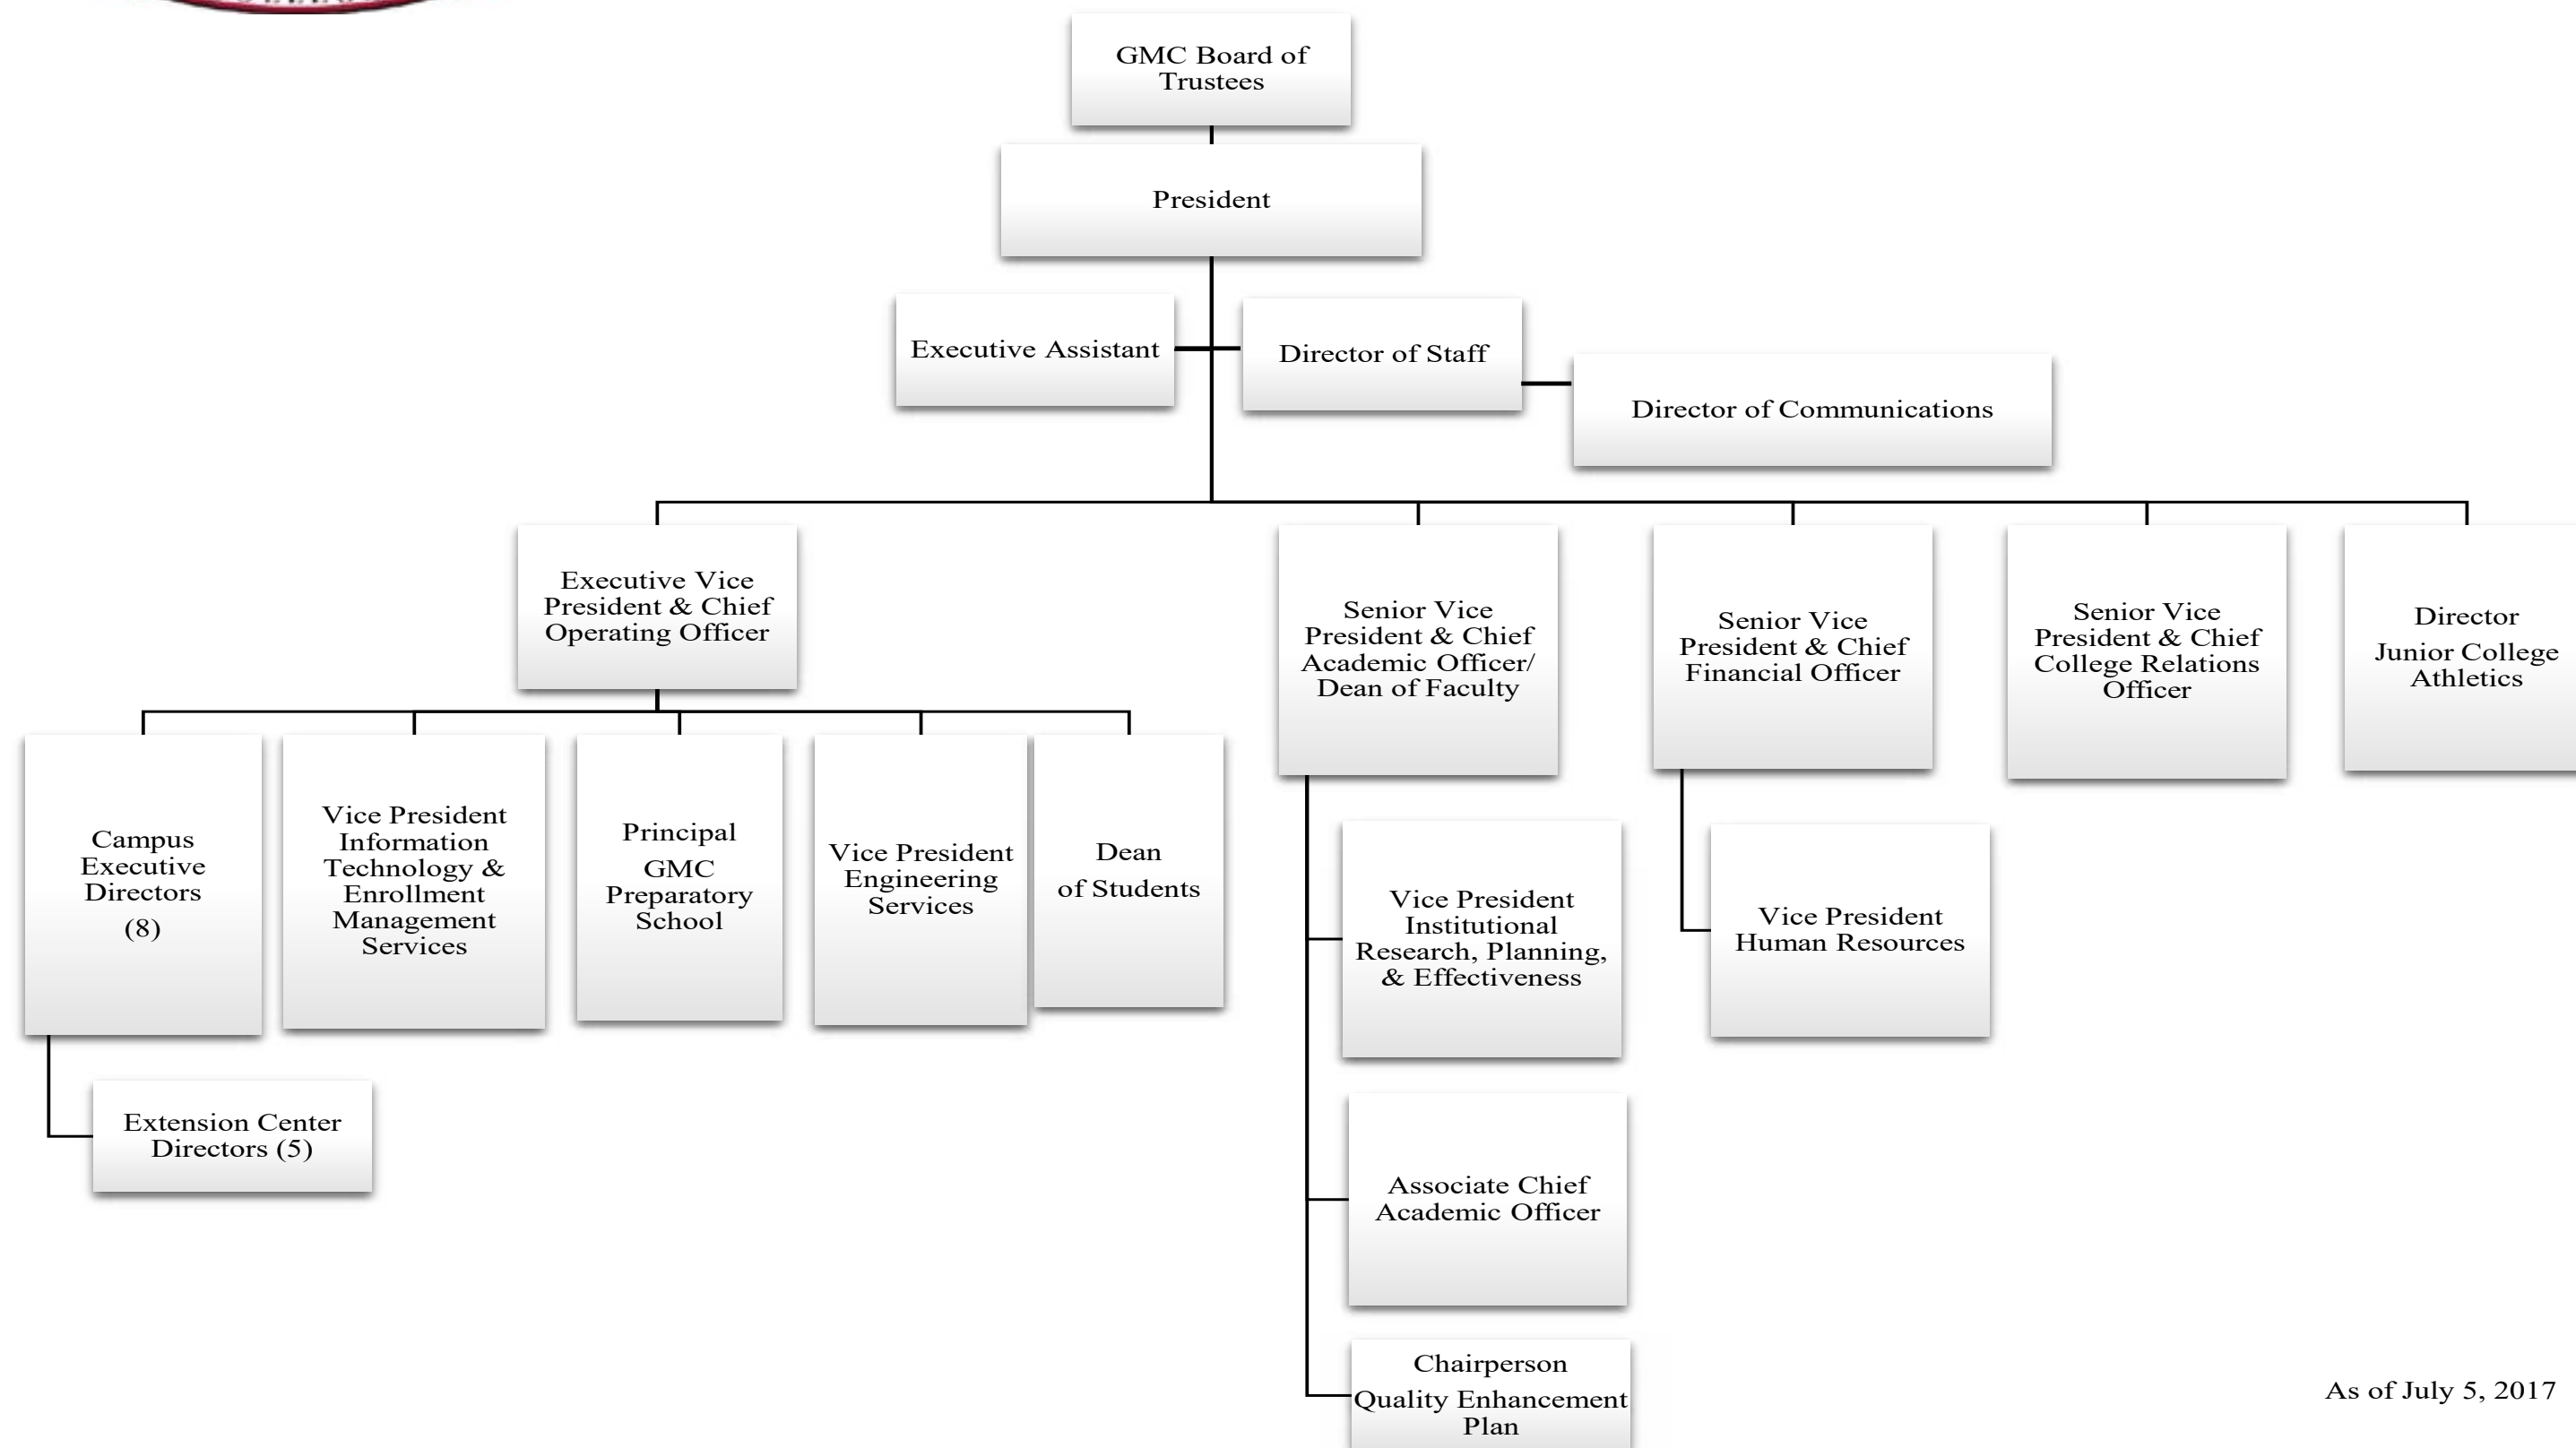 GMC Board of
Trustees
President
Executive Assistant
Director of Staff
Director of Communications
Executive Vice
President & Chief
Operating Officer
Senior Vice
President & Chief
Academic Officer/
Dean of Faculty
Senior Vice
President & Chief
Financial Officer
Senior Vice
President & Chief
College Relations
Officer
Director
Junior College
Athletics
Campus
Executive
Directors
(8)
Vice President
Information
Technology &
Enrollment
Management
Services
Principal
GMC
Preparatory
School
Vice President
Engineering
Services
Dean
of Students
Vice President
Institutional
Research, Planning,
& Effectiveness
Vice President
Human Resources
Extension Center
Directors (5)
Associate Chief
Academic Officer
Chairperson
Quality Enhancement
Plan
As of July 5, 2017